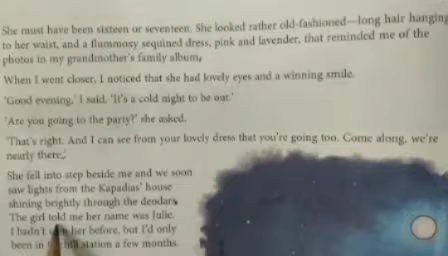 She must have been sixteen or seventeen. She looked rather old-fashioned—long hair hanging
to her waist, and a flummoxy sequined dress, pink and lavender, that reminded me of the
photos in my grandmother's family album.
When I went closer, I noticed that she had lovely eyes and a winning smile.
'Good evening,' I said. 'It's a cold night to be out.'
'Are you going to the party?' she asked.
'That's right. And I can see from your lovely dress that you're going too. Come along, we're
nearly there,'
She fell into step beside me and we soon
saw lights from the Kapadias' house
shining brightly through the deodars.
The girl told me her name was Julie.
I hadn't her before, but I'd only
been in station a few months.